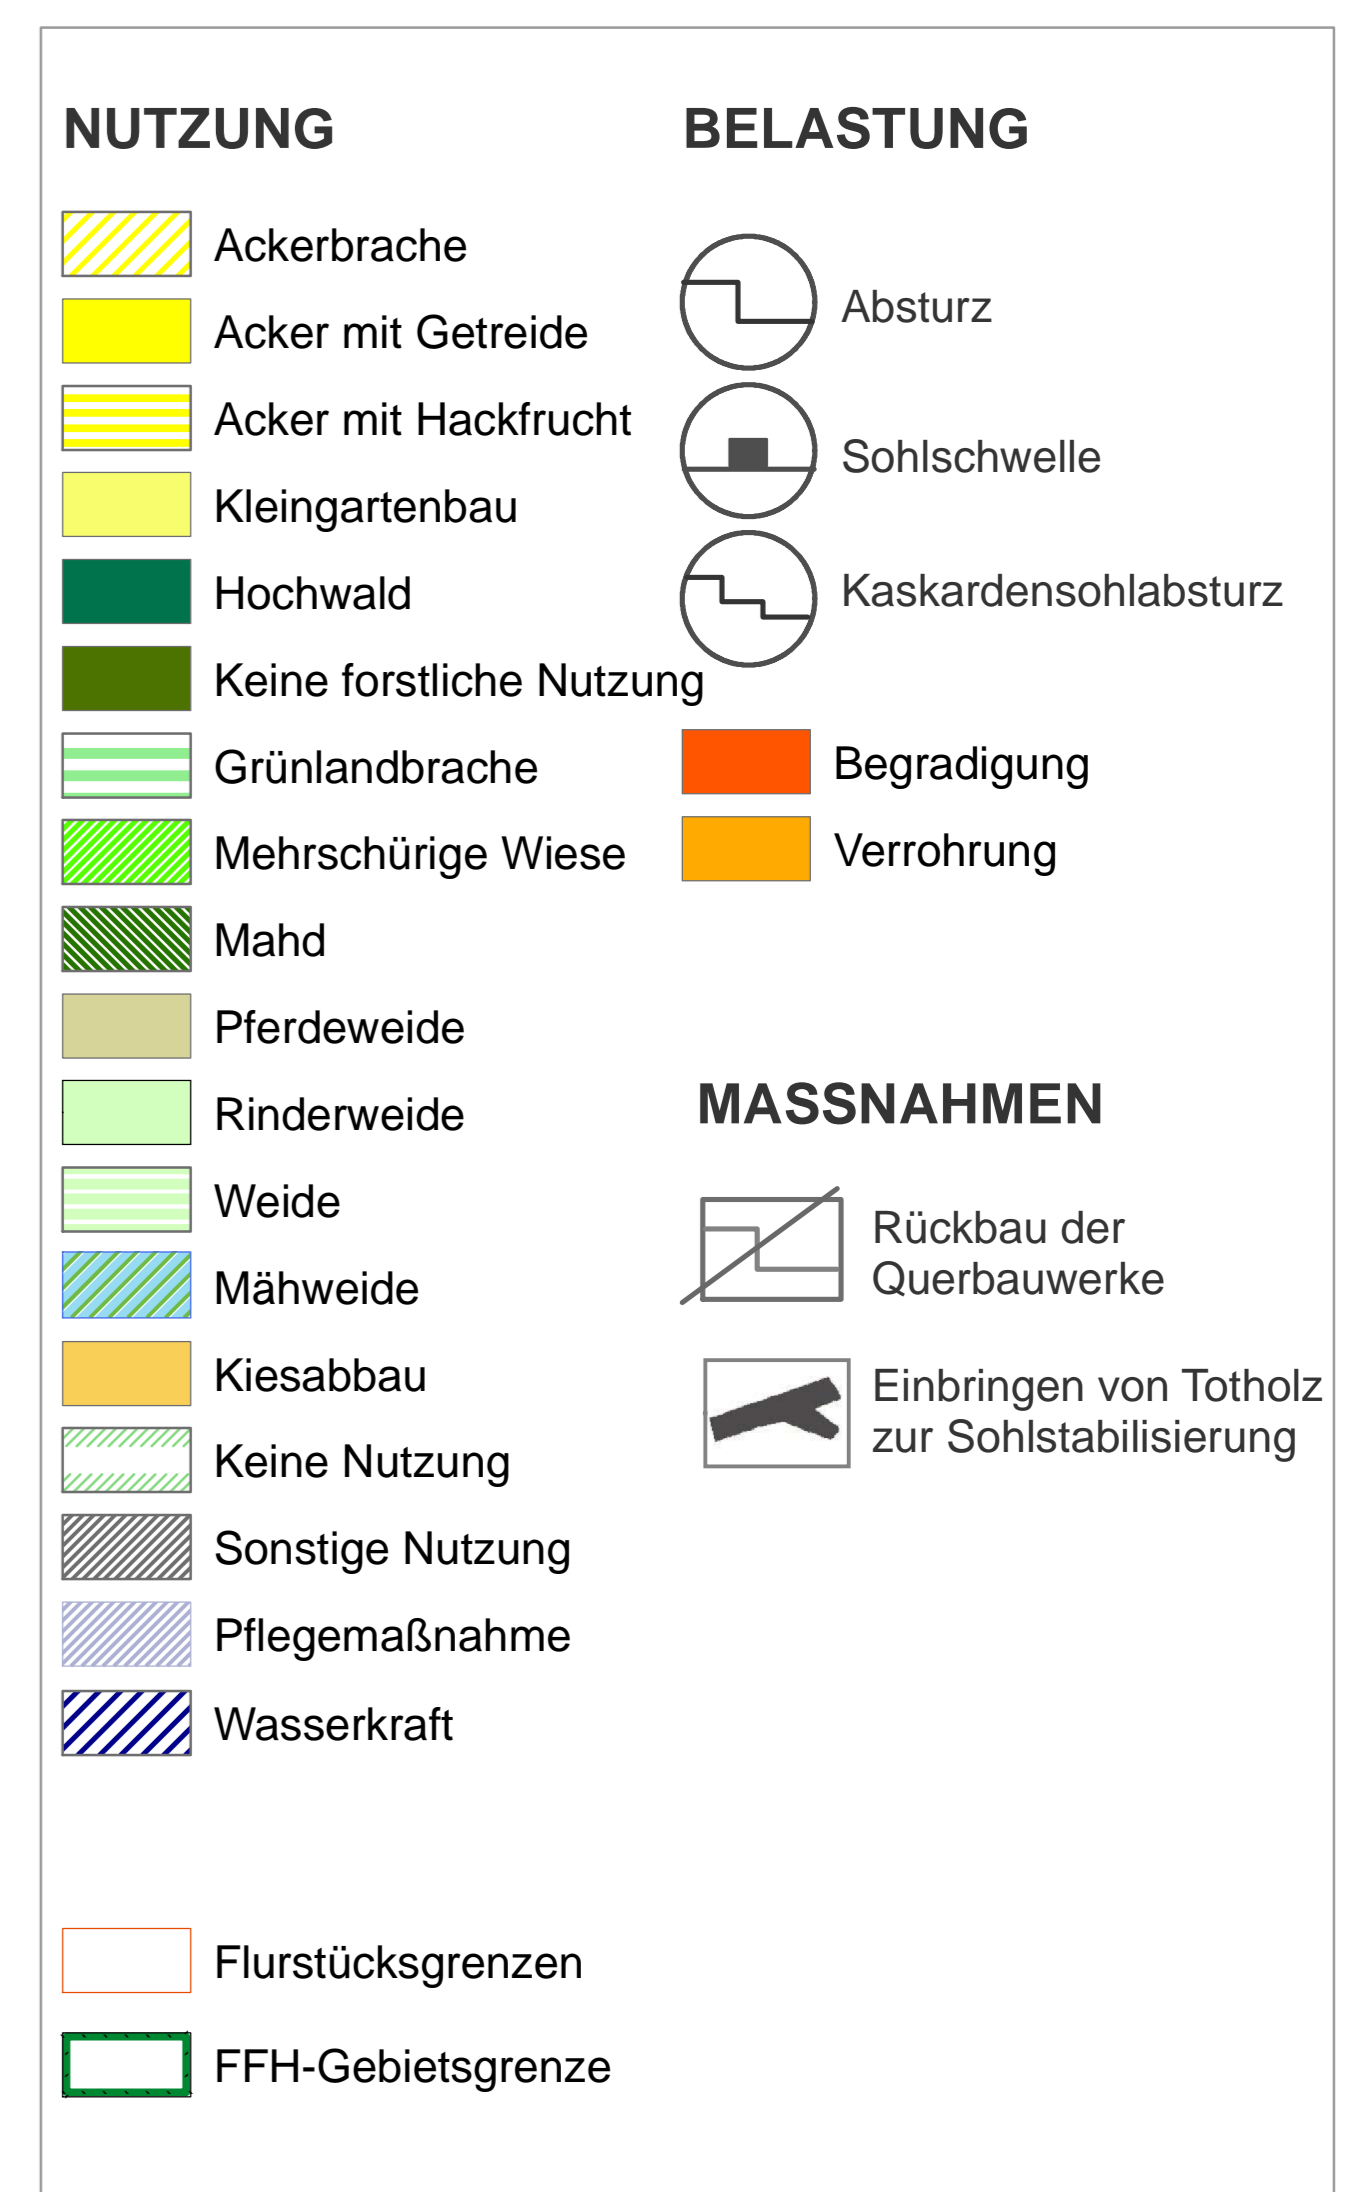 NUTZUNG
Ackerbrache
Acker mit Getreide
Acker mit Hackfrucht
Kleingartenbau
Hochwald
Keine forstliche Nutzung
Grünlandbrache
Mehrschürige Wiese
Mahd
Pferdeweide
Rinderweide
Weide
Mähweide
Kiesabbau
Keine Nutzung
Sonstige Nutzung
Pflegemaßnahme
Wasserkraft
Flurstücksgrenzen
FFH-Gebietsgrenze
BELASTUNG
Absturz
Sohlschwelle
Kaskardensohlabsturz
Begradigung
Verrohrung
MASSNAHMEN
Rückbau der
Querbauwerke
Einbringen von Totholz
zur Sohlstabilisierung